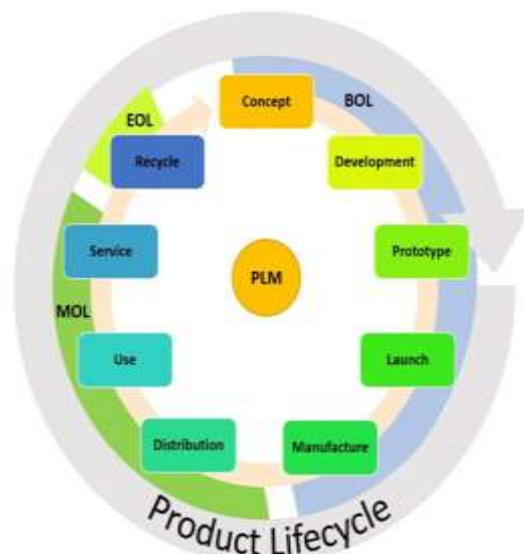 Concept
BOL
EOL
Recycle
Development
Service
Prototype
PLM
MOL
Use
Launch
Distribution
Manufacture
Product Lifecycle